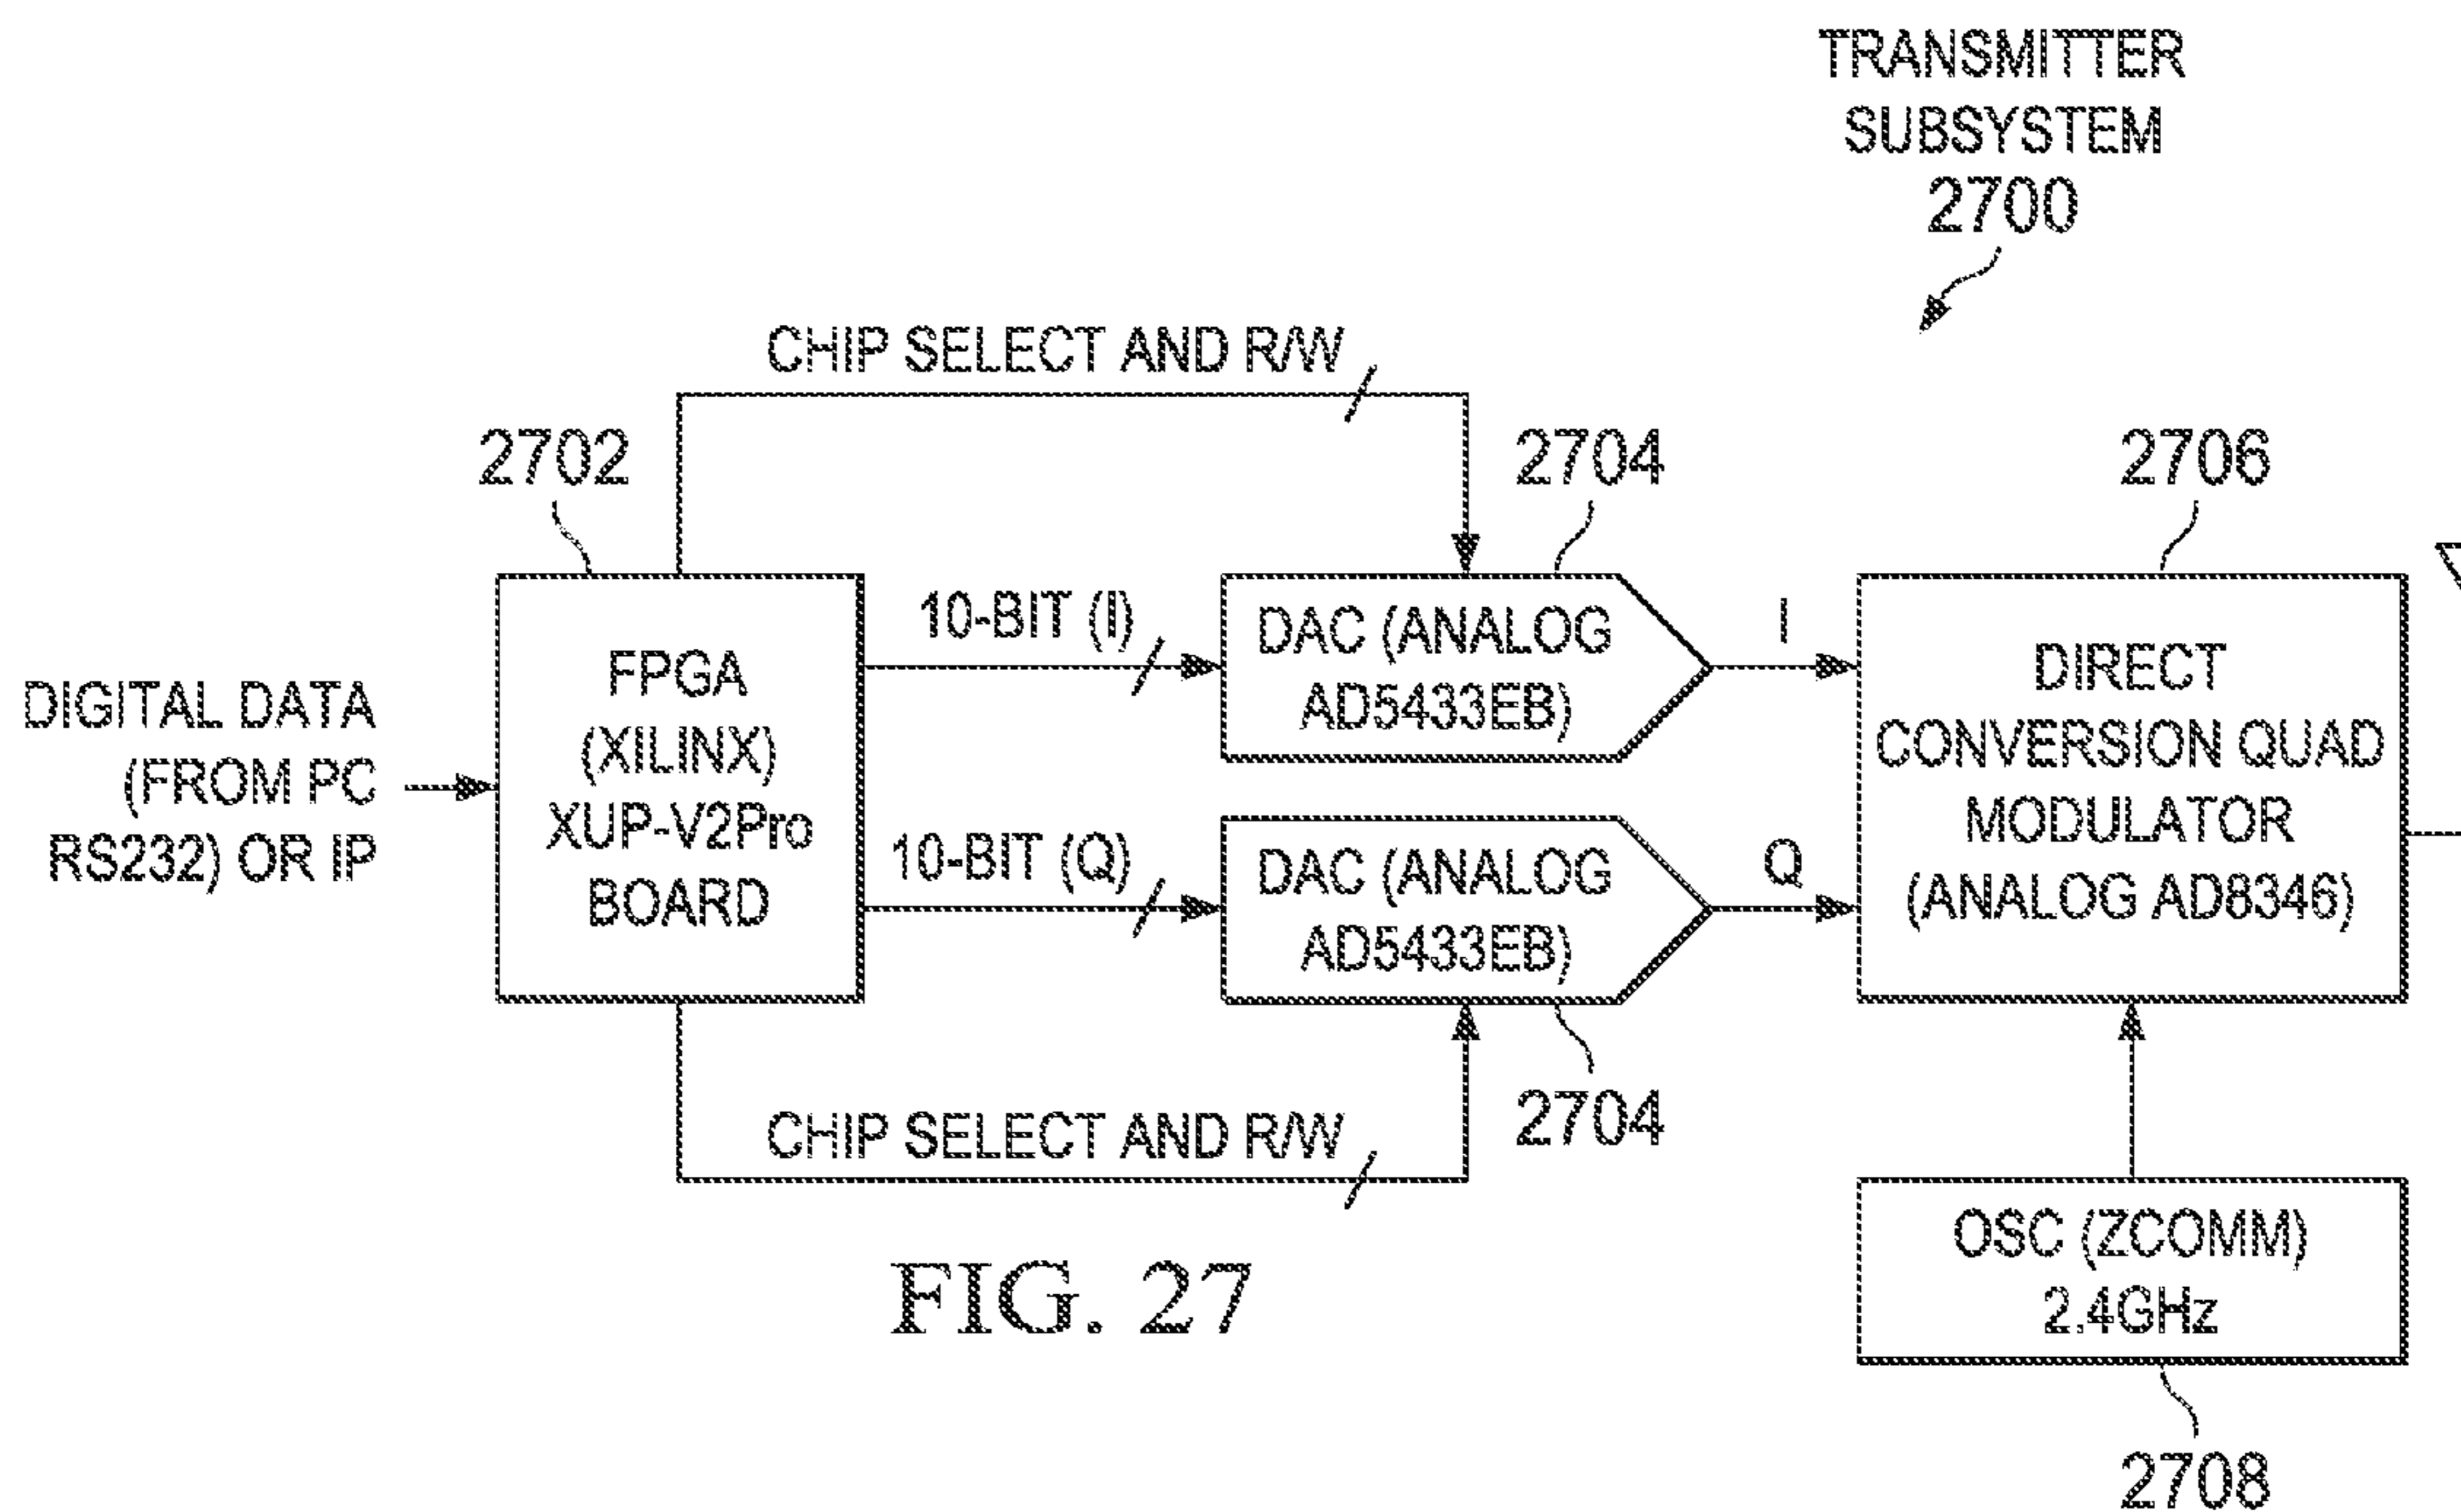 TRANSMITTER
SUBSYSTEM
2700
CHIP SELECT AND R/W
2702
2704
2706
DIGITAL DATA
(FROM PC
RS232) OR IP
FPGA
(XILINX)
XUP-V2Pro
BOARD
10-BIT (I)
10-BIT (Q)
DAC (ANALOG
AD5433EB)
DAC (ANALOG
AD5433EB)
I
Q
DIRECT
CONVERSION QUAD
MODULATOR
(ANALOG AD8346)
CHIP SELECT AND R/W
2704
OSC (ZCOMM)
2.4GHz
2708
FIG. 27